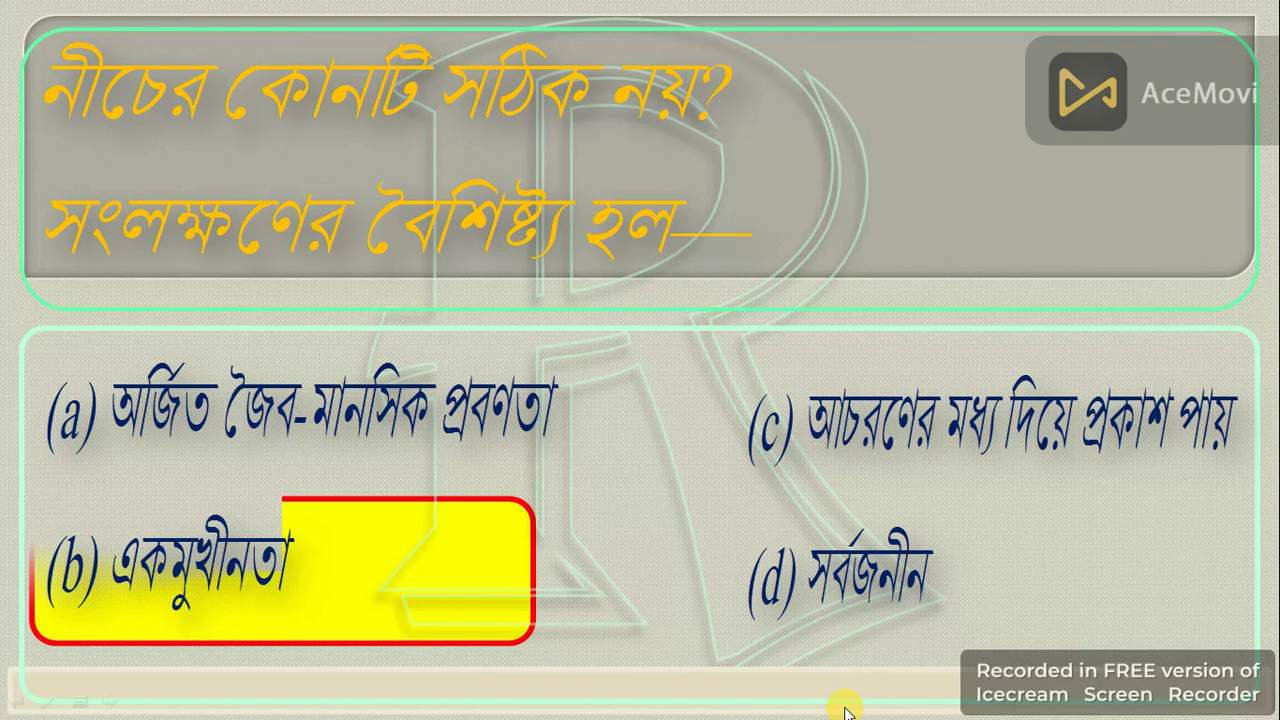 নীচের কোনটি সঠিক নয়?
AceMovi
সংলক্ষণের বৈশিষ্ট্য হল—
(a) অর্জিত জৈব-মানসিক প্রবণতা
(c) আচরণের মধ্য দিয়ে প্রকাশ পায়
(b) একমুখীনতা
(d) সর্বজনীন
Recorded in FREE version of
Icecream Screen Recorder